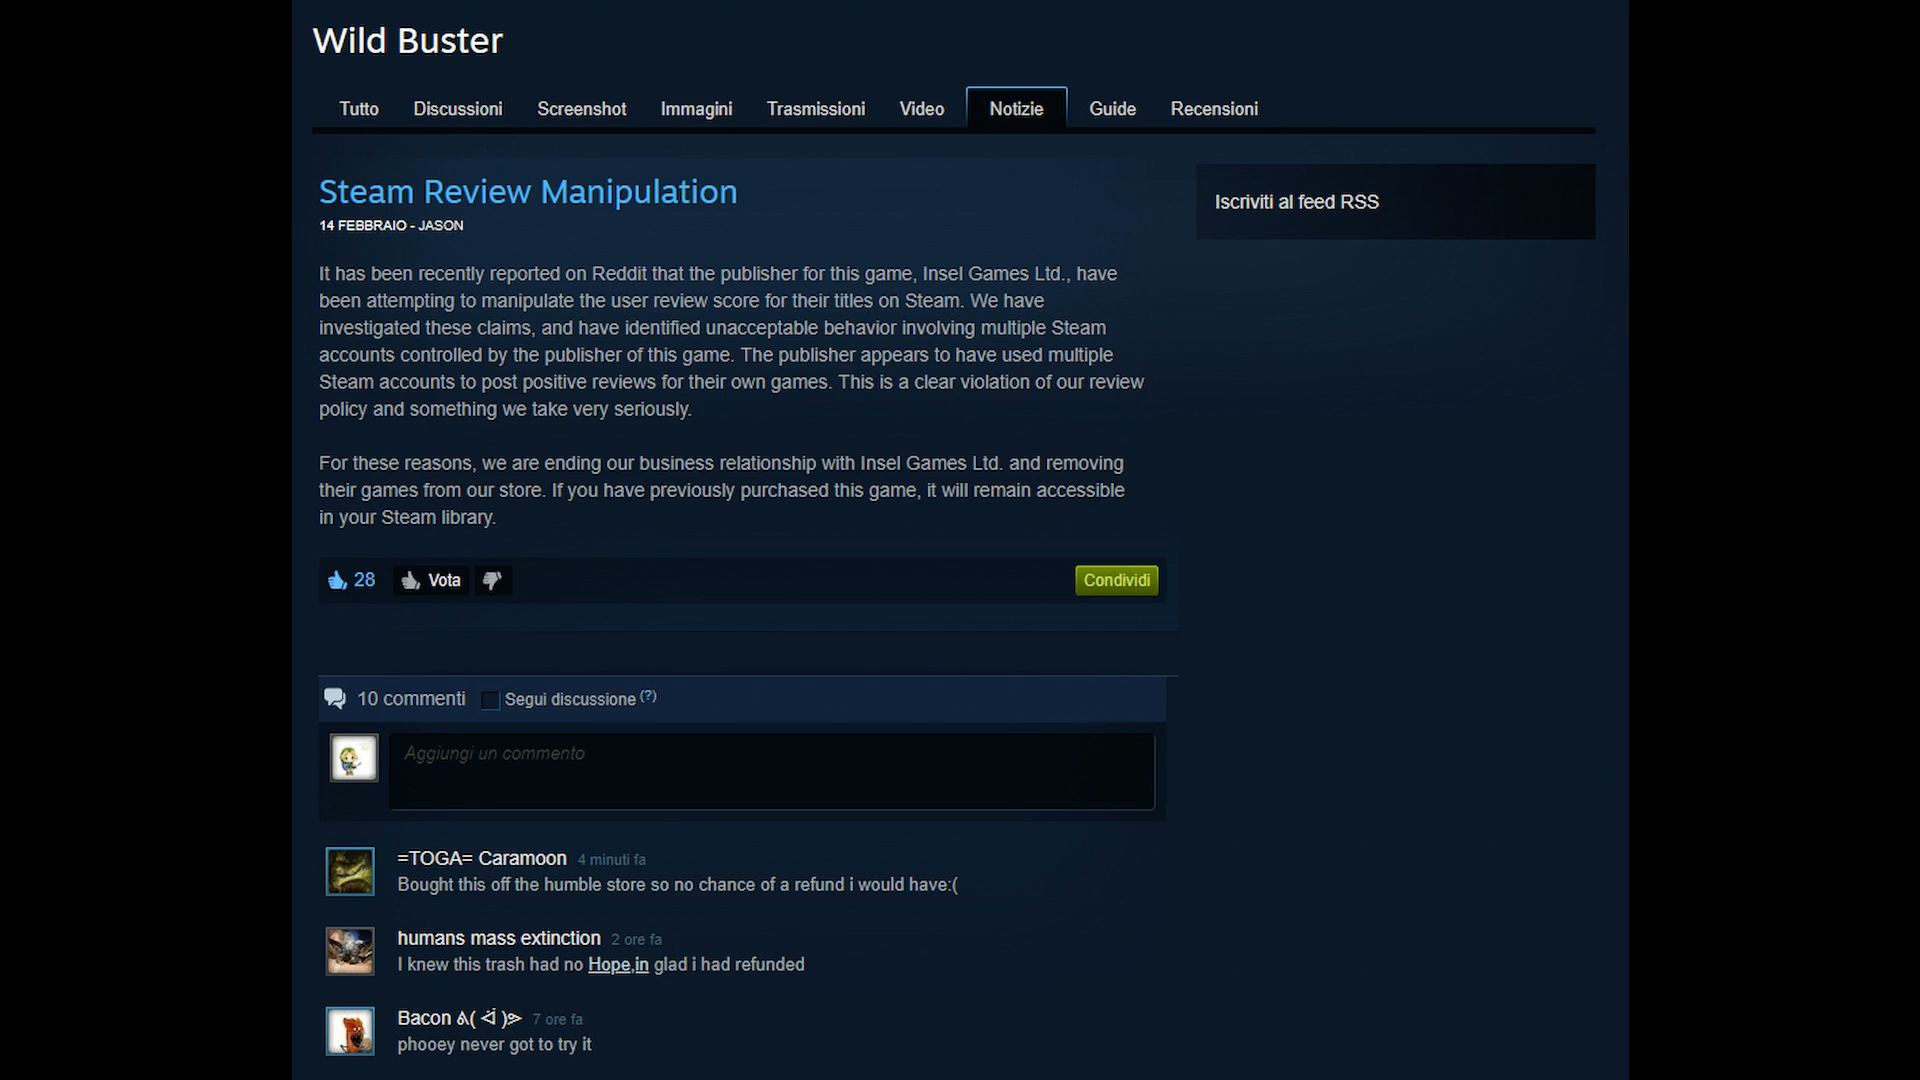 Wild Buster
Tutto Discussioni Screenshot Immagini Trasmissioni Video Notizie Guide Recensioni
Steam Review Manipulation
14 FEBBRAIO - JASON
It has been recently reported on Reddit that the publisher for this game, Insel Games Ltd., have
been attempting to manipulate the user review score for their titles on Steam. We have
investigated these claims, and have identified unacceptable behavior involving multiple Steam
accounts controlled by the publisher of this game. The publisher appears to have used multiple
Steam accounts to post positive reviews for their own games. This is a clear violation of our review
policy and something we take very seriously.
For these reasons, we are ending our business relationship with Insel Games Ltd. and removing
their games from our store. If you have previously purchased this game, it will remain accessible
in your Steam library.
28 Vota Condividi
Iscriviti al feed RSS
10 commenti Segui discussione (?)
Aggiungi un commento
=TOGA= Caramoon 4 minuti fa
Bought this off the humble store so no chance of a refund i would have:(
humans mass extinction 2 ore fa
I knew this trash had no Hope,in glad i had refunded
Bacon 7 ore fa
phooey never got to try it